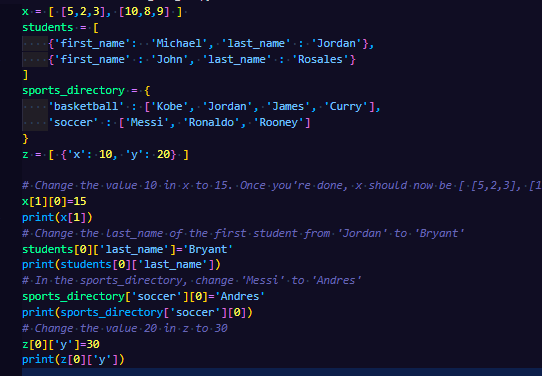 x = [ [5,2,3], [10,8,9] ]
students = [
    {'first_name':  'Michael', 'last_name' : 'Jordan'},
    {'first_name' : 'John', 'last_name' : 'Rosales'}
]
sports_directory = {
    'basketball' : ['Kobe', 'Jordan', 'James', 'Curry'],
    'soccer' : ['Messi', 'Ronaldo', 'Rooney']
}
z = [ {'x': 10, 'y': 20} ]
# Change the value 10 in x to 15. Once you're done, x should now be [ [5,2,3], [1
x[1][0]=15
print(x[1])
# Change the last_name of the first student from 'Jordan' to 'Bryant'
students[0]['last_name']='Bryant'
print(students[0]['last_name'])
# In the sports_directory, change 'Messi' to 'Andres'
sports_directory['soccer'][0]='Andres'
print(sports_directory['soccer'][0])
# Change the value 20 in z to 30
z[0]['y']=30
print(z[0]['y'])